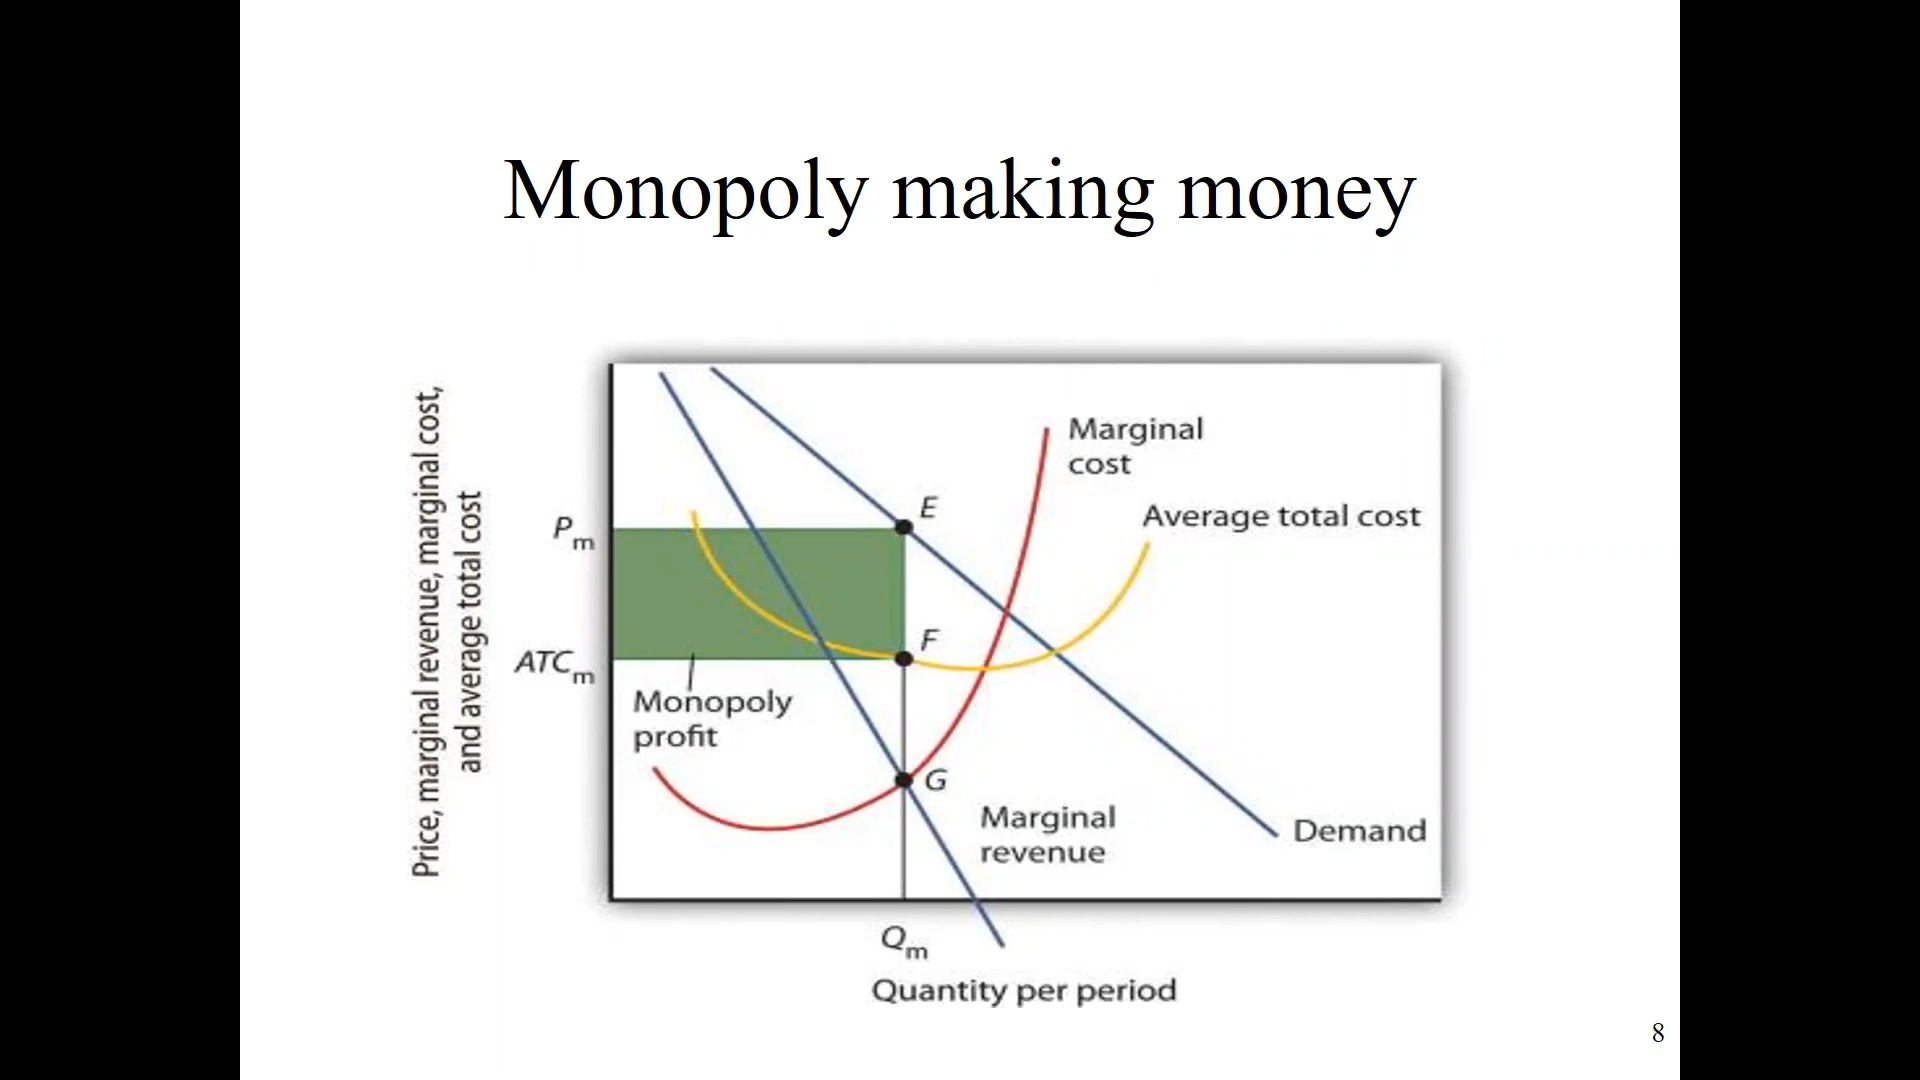 Monopoly making money
Price, marginal revenue, marginal cost,
and average total cost
Marginal
cost
E
Average total cost
Pm
F
ATCm
Monopoly
profit
G
Marginal
revenue
Demand
Qm
Quantity per period
8